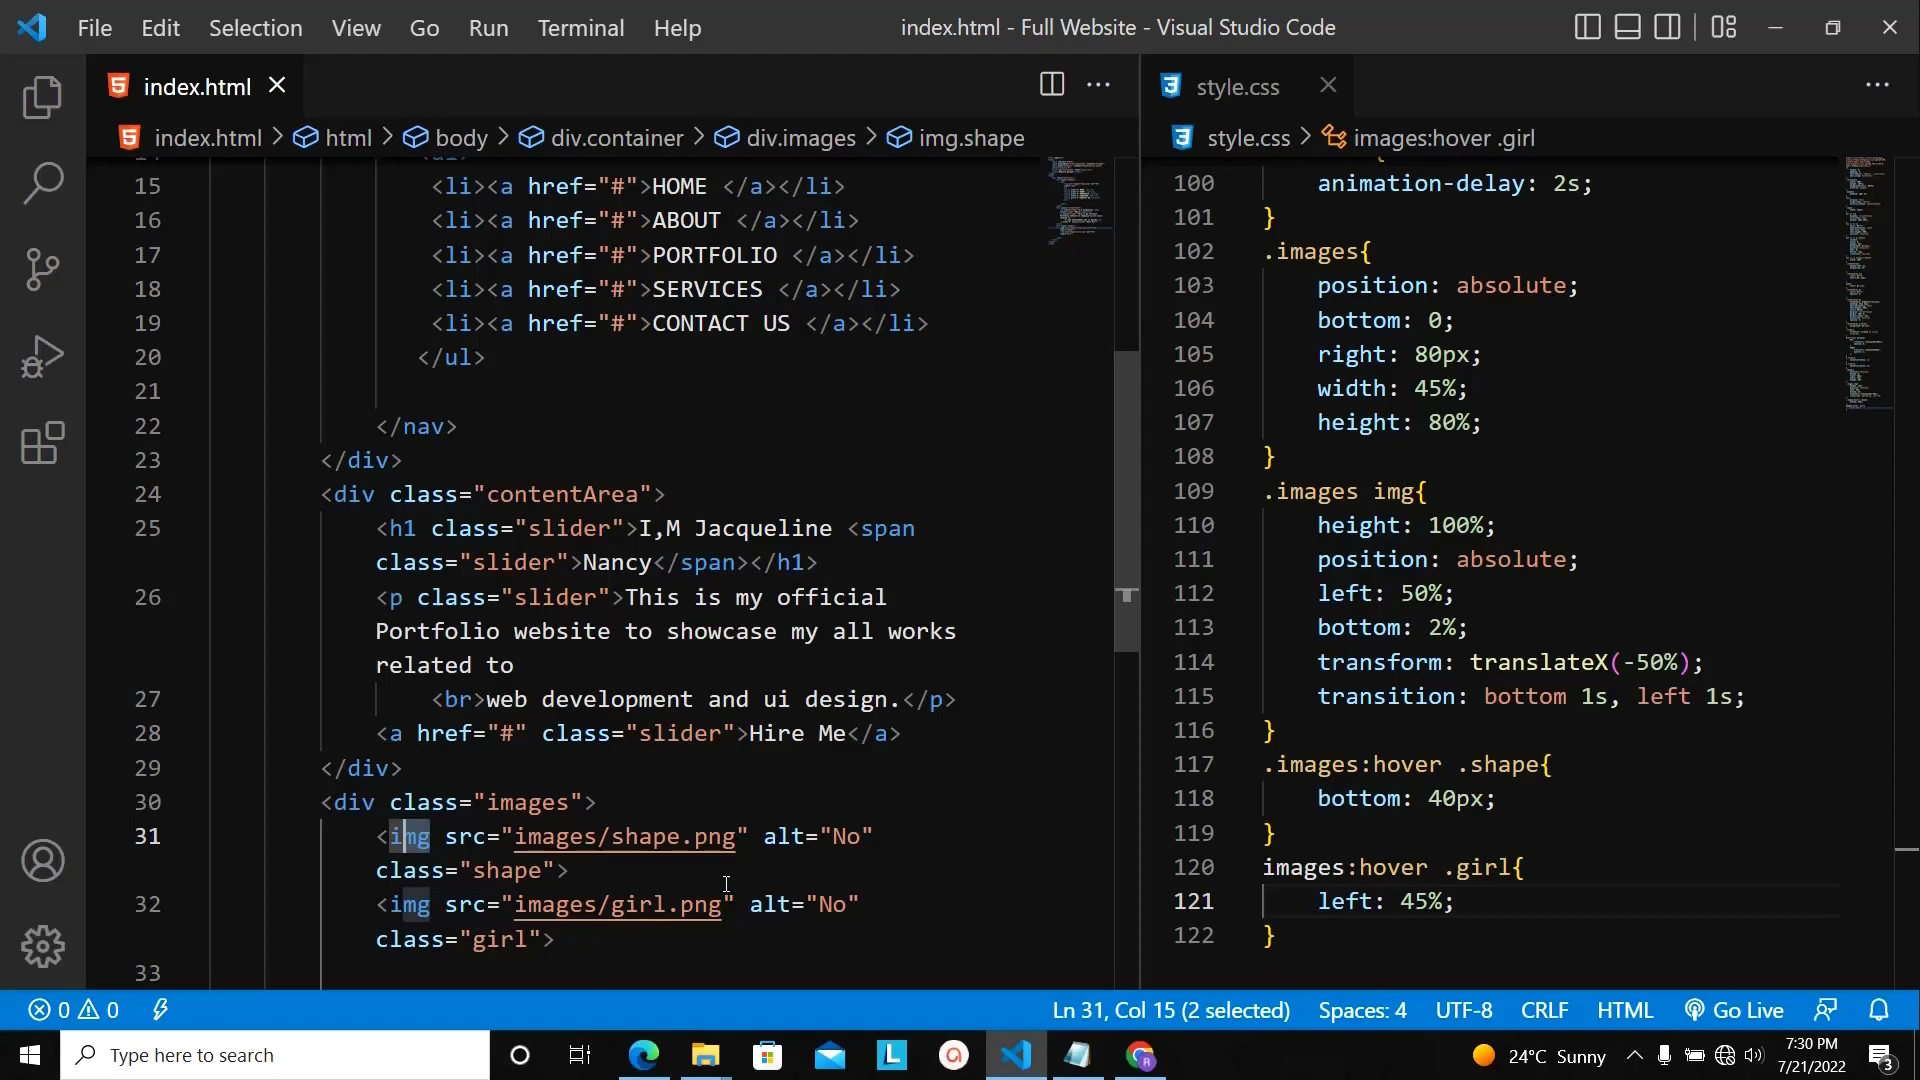 File Edit Selection View Go Run Terminal Help index.html - Full Website - Visual Studio Code
index.html
style.css
index.html > html > body > div.container > div.images > img.shape
style.css > images:hover .girl
15 <li><a href="#">HOME </a></li>
16 <li><a href="#">ABOUT </a></li>
17 <li><a href="#">PORTFOLIO </a></li>
18 <li><a href="#">SERVICES </a></li>
19 <li><a href="#">CONTACT US </a></li>
20 </ul>
21
22 </nav>
23 </div>
24 <div class="contentArea">
25 <h1 class="slider">I,M Jacqueline <span
class="slider">Nancy</span></h1>
26 <p class="slider">This is my official
Portfolio website to showcase my all works
related to
27 <br>web development and ui design.</p>
28 <a href="#" class="slider">Hire Me</a>
29 </div>
30 <div class="images">
31 <img src="images/shape.png" alt="No"
class="shape">
32 <img src="images/girl.png" alt="No"
class="girl">
33
100 animation-delay: 2s;
101 }
102 .images{
103 position: absolute;
104 bottom: 0;
105 right: 80px;
106 width: 45%;
107 height: 80%;
108 }
109 .images img{
110 height: 100%;
111 position: absolute;
112 left: 50%;
113 bottom: 2%;
114 transform: translateX(-50%);
115 transition: bottom 1s, left 1s;
116 }
117 .images:hover .shape{
118 bottom: 40px;
119 }
120 images:hover .girl{
121 left: 45%;
122 }
0 0 Ln 31, Col 15 (2 selected) Spaces: 4 UTF-8 CRLF HTML Go Live
Type here to search
24°C Sunny
7:30 PM
7/21/2022
3